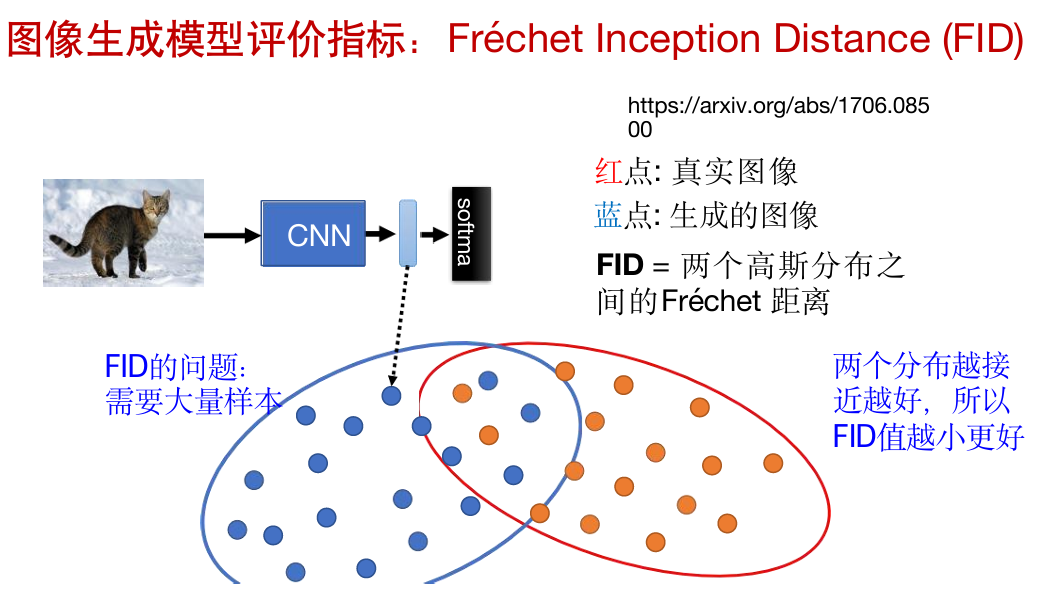 图像生成模型评价指标：Fréchet Inception Distance (FID)
https://arxiv.org/abs/1706.085
00
红点: 真实图像
蓝点: 生成的图像
FID = 两个高斯分布之
间的Fréchet 距离
CNN
softma
FID的问题：
需要大量样本
两个分布越接
近越好，所以
FID值越小更好